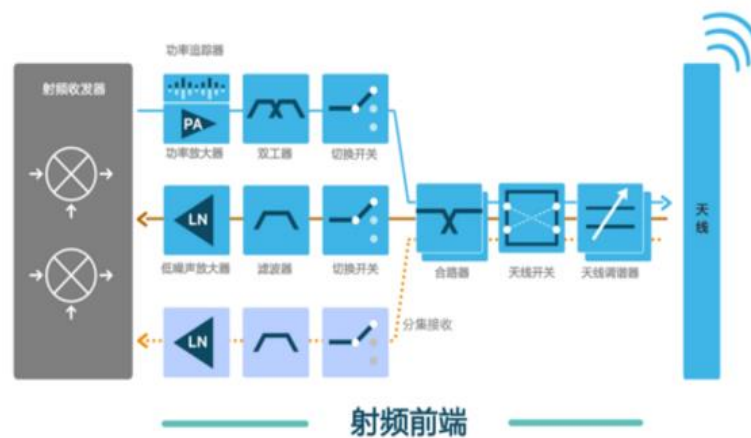 功率追踪器
射频收发器
PA
功率放大器
双工器
切换开关
LN
低噪声放大器
滤波器
切换开关
合路器
天线开关
天线调谐器
天线
分集接收
LN
射频前端